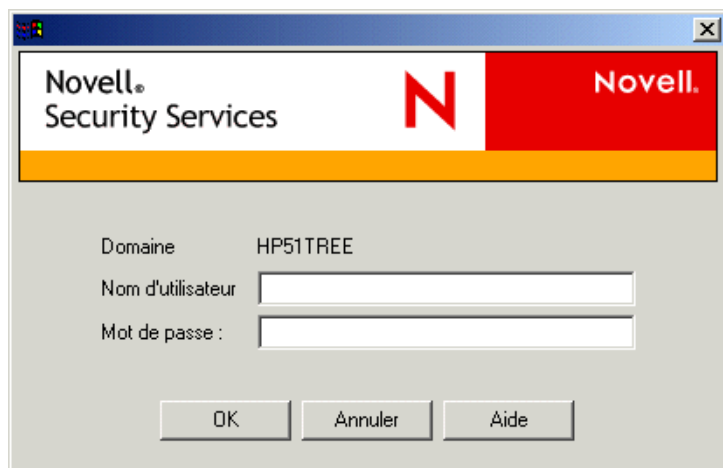 Novell®
Security Services
N
Novell.
Domaine HP51TREE
Nom d'utilisateur
Mot de passe :
OK Annuler Aide